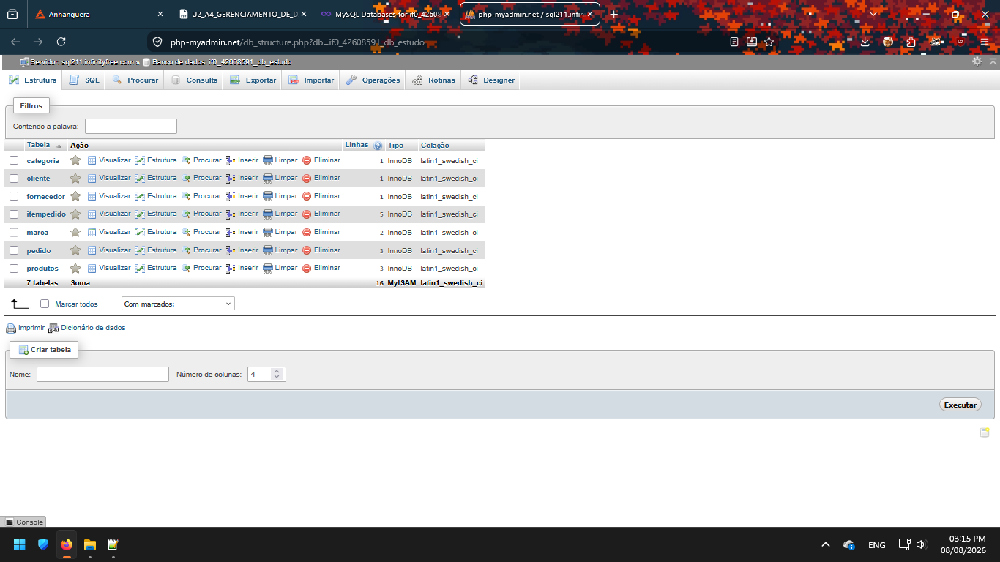 Anhanguera
U2_A4_GERENCIAMENTO_DE_D
MySQL Databases for if0_42608
php-myadmin.net / sql211.infin
php-myadmin.net/db_structure.php?db=if0_42608591_db_estudo
Servidor: sql211.infinityfree.com » Banco de dados: if0_42608591_db_estudo
Estrutura SQL Procurar Consulta Exportar Importar Operações Rotinas Designer
Filtros
Contendo a palavra:
Tabela Ação Linhas Tipo Colação
categoria Visualizar Estrutura Procurar Inserir Limpar Eliminar 1 InnoDB latin1_swedish_ci
cliente Visualizar Estrutura Procurar Inserir Limpar Eliminar 1 InnoDB latin1_swedish_ci
fornecedor Visualizar Estrutura Procurar Inserir Limpar Eliminar 1 InnoDB latin1_swedish_ci
itempedido Visualizar Estrutura Procurar Inserir Limpar Eliminar 5 InnoDB latin1_swedish_ci
marca Visualizar Estrutura Procurar Inserir Limpar Eliminar 2 InnoDB latin1_swedish_ci
pedido Visualizar Estrutura Procurar Inserir Limpar Eliminar 3 InnoDB latin1_swedish_ci
produtos Visualizar Estrutura Procurar Inserir Limpar Eliminar 3 InnoDB latin1_swedish_ci
7 tabelas Soma 16 MyISAM latin1_swedish_ci
Marcar todos Com marcados:
Imprimir Dicionário de dados
Criar tabela
Nome: Número de colunas: 4
Executar
Console
ENG
03:15 PM
08/08/2026